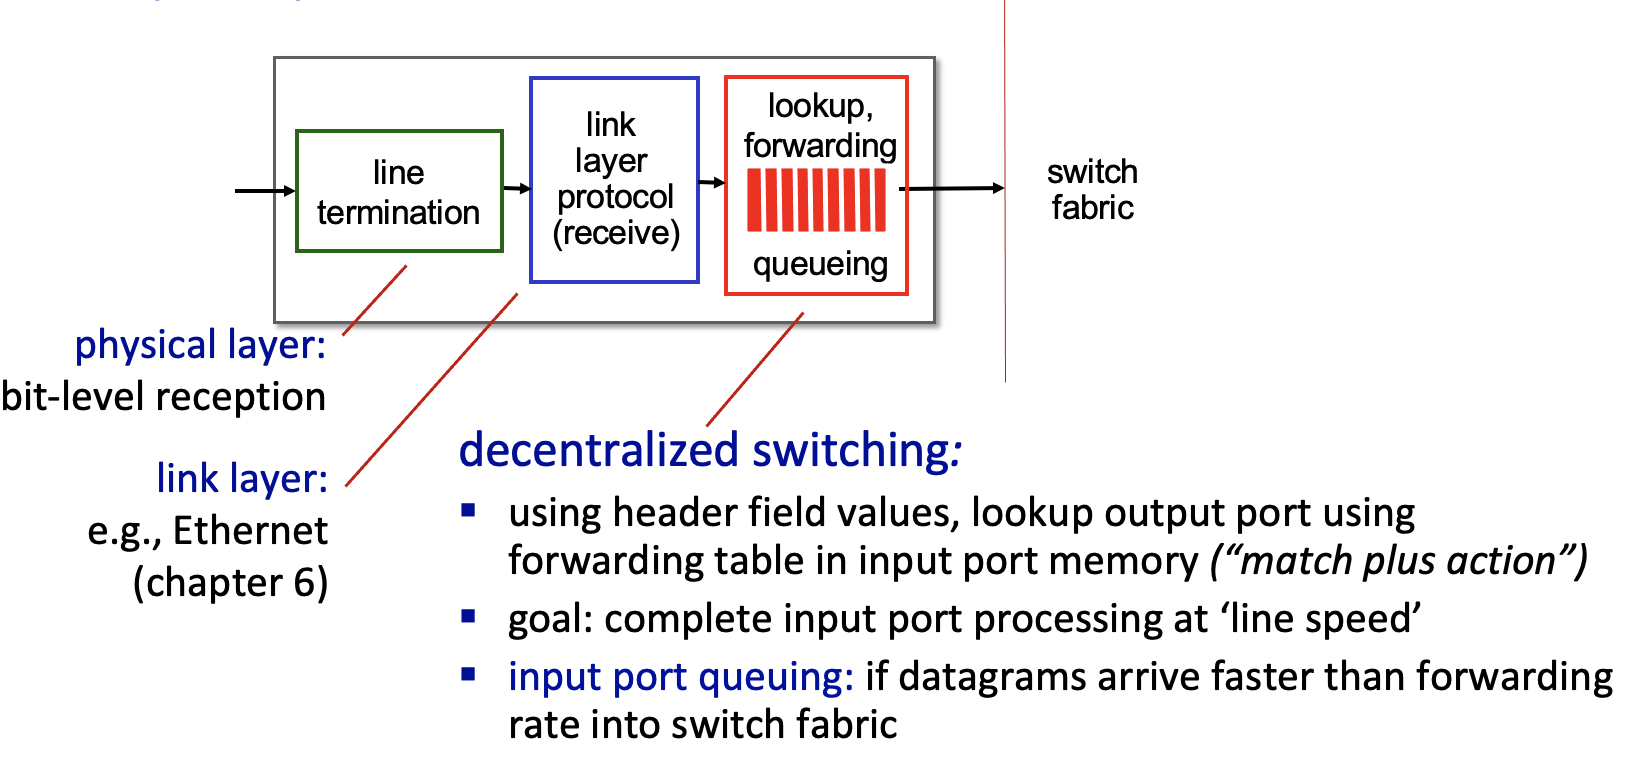 line
termination
link
layer
protocol
(receive)
lookup,
forwarding
queueing
switch
fabric
physical layer:
bit-level reception
link layer:
e.g., Ethernet
(chapter 6)
decentralized switching:
▪ using header field values, lookup output port using
forwarding table in input port memory (“match plus action”)
▪ goal: complete input port processing at ‘line speed’
▪ input port queuing: if datagrams arrive faster than forwarding
rate into switch fabric